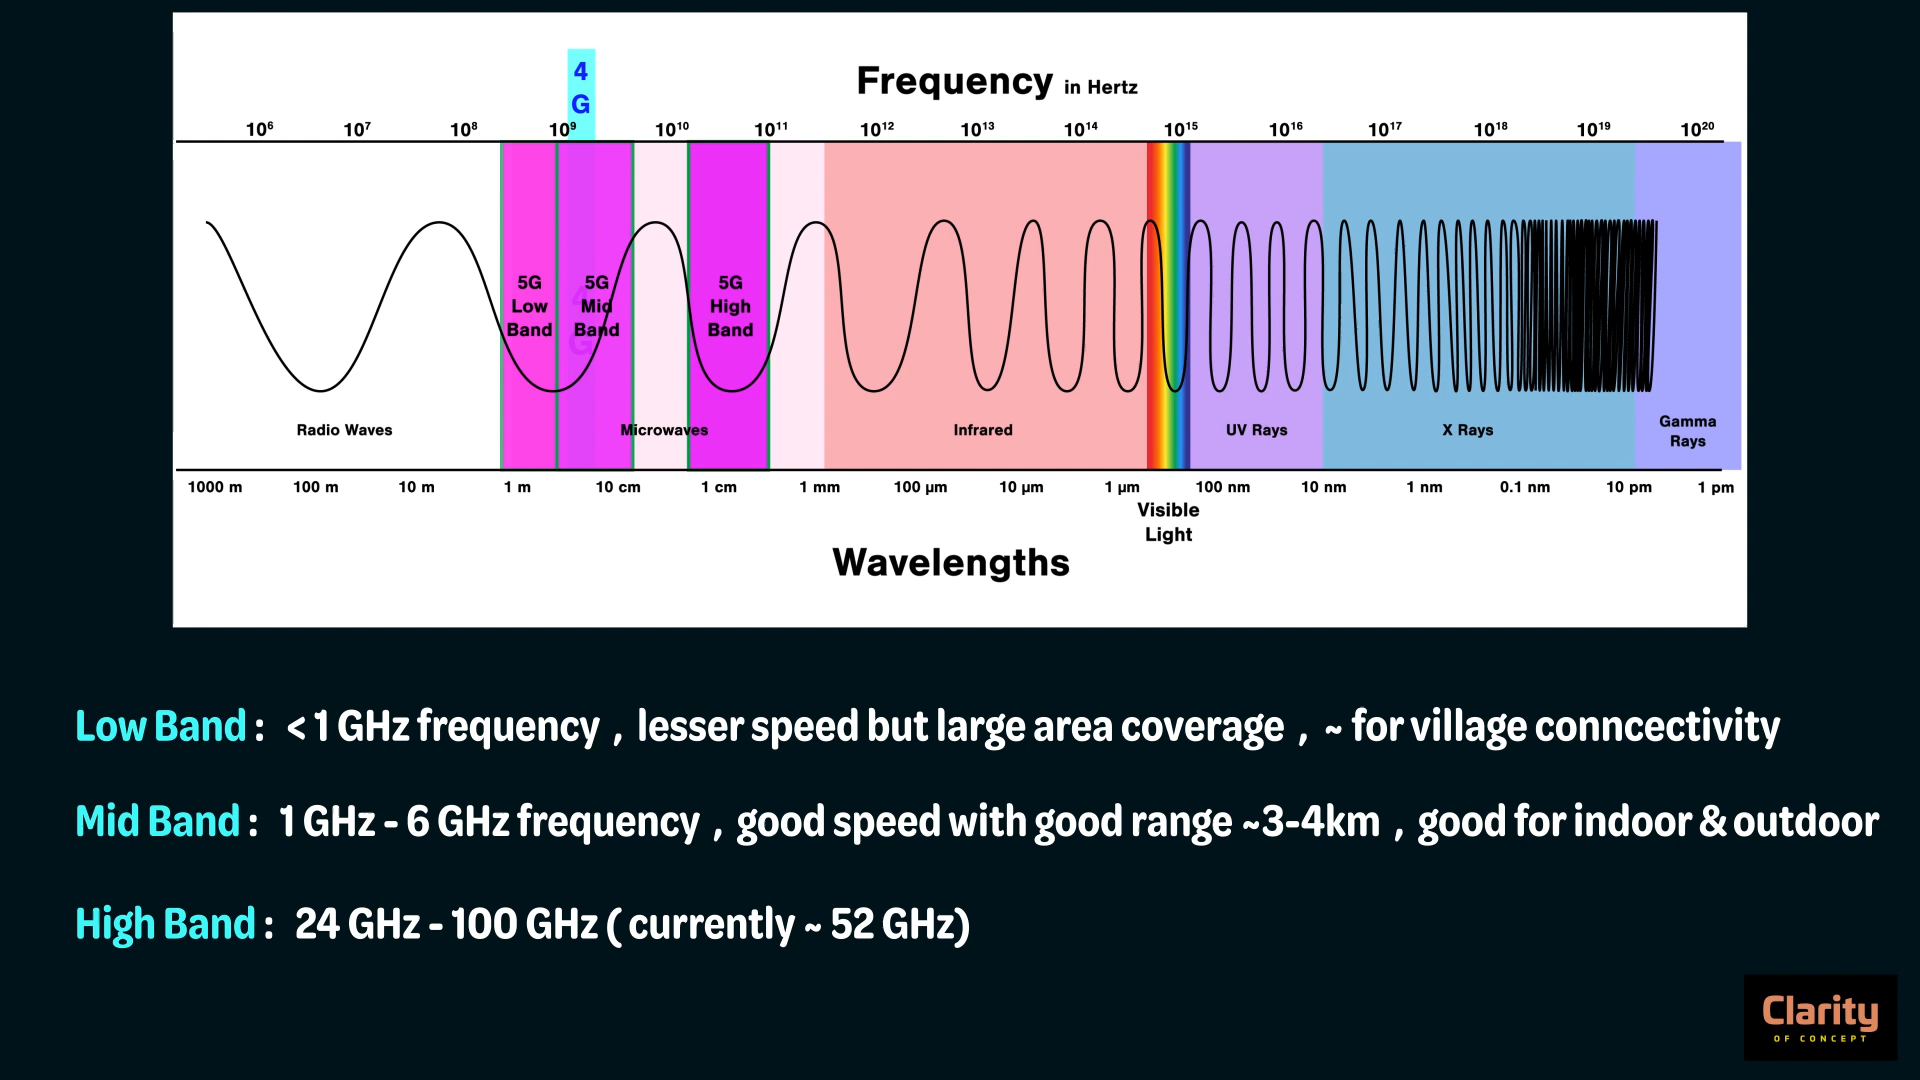 4
G
Frequency in Hertz
10⁶ 10⁷ 10⁸ 10⁹ 10¹⁰ 10¹¹ 10¹² 10¹³ 10¹⁴ 10¹⁵ 10¹⁶ 10¹⁷ 10¹⁸ 10¹⁹ 10²⁰
5G
Low
Band
5G
Mid
Band
4
G
5G
High
Band
Radio Waves Microwaves Infrared UV Rays X Rays
Gamma
Rays
1000 m 100 m 10 m 1 m 10 cm 1 cm 1 mm 100 µm 10 µm 1 µm 100 nm 10 nm 1 nm 0.1 nm 10 pm 1 pm
Visible
Light
Wavelengths
Low Band : < 1 GHz frequency , lesser speed but large area coverage , ~ for village conncectivity
Mid Band : 1 GHz - 6 GHz frequency , good speed with good range ~3-4km , good for indoor & outdoor
High Band : 24 GHz - 100 GHz ( currently ~ 52 GHz)
Clarity
OF CONCEPT